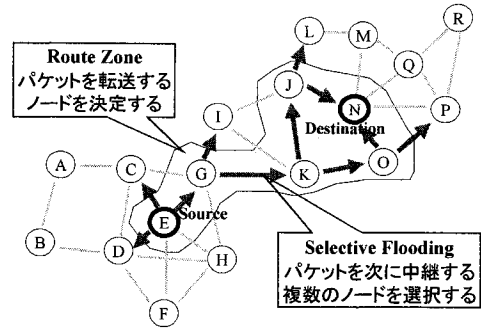 Route Zone
パケットを転送する
ノードを決定する
R
M
L
Q
J
N
P
Destination
I
A
C
G
K
O
Source
E
B
D
H
F
Selective Flooding
パケットを次に中継する
複数のノードを選択する